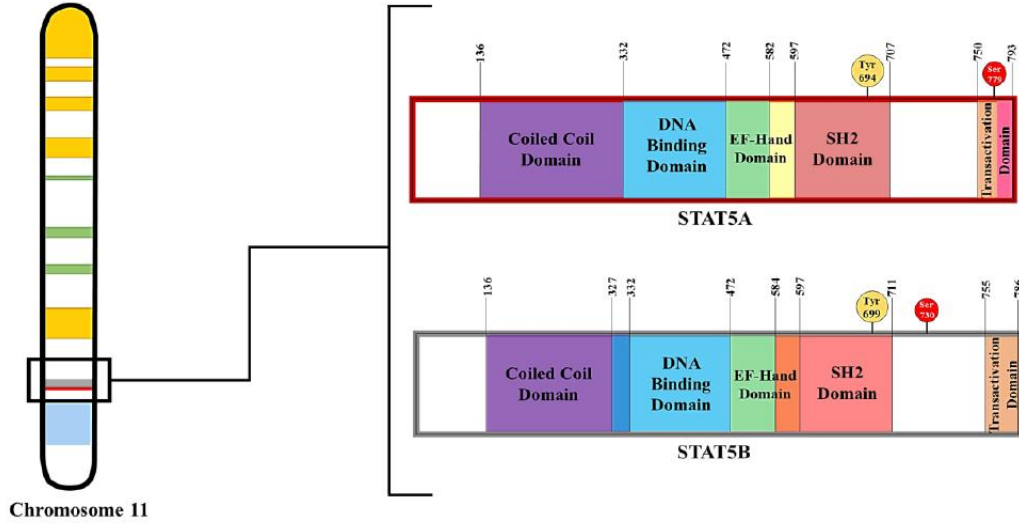 136
332
472
582
597
707
750
793
Tyr
694
Ser
779
Coiled Coil
Domain
DNA
Binding
Domain
EF-Hand
Domain
SH2
Domain
Transactivation
Domain
STAT5A
136
327
332
472
584
597
711
755
786
Tyr
699
Ser
730
Coiled Coil
Domain
DNA
Binding
Domain
EF-Hand
Domain
SH2
Domain
Transactivation
Domain
STAT5B
Chromosome 11